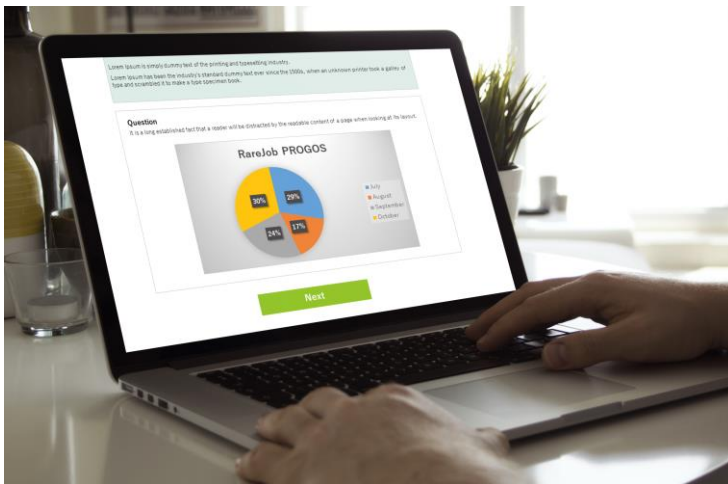 Lorem Ipsum is simply dummy text of the printing and typesetting industry.
Lorem Ipsum has been the industry's standard dummy text ever since the 1500s, when an unknown printer took a galley of
type and scrambled it to make a type specimen book.
Question
It is a long established fact that a reader will be distracted by the readable content of a page when looking at its layout.
RareJob PROGOS
30%
29%
24%
17%
July
August
September
October
Next